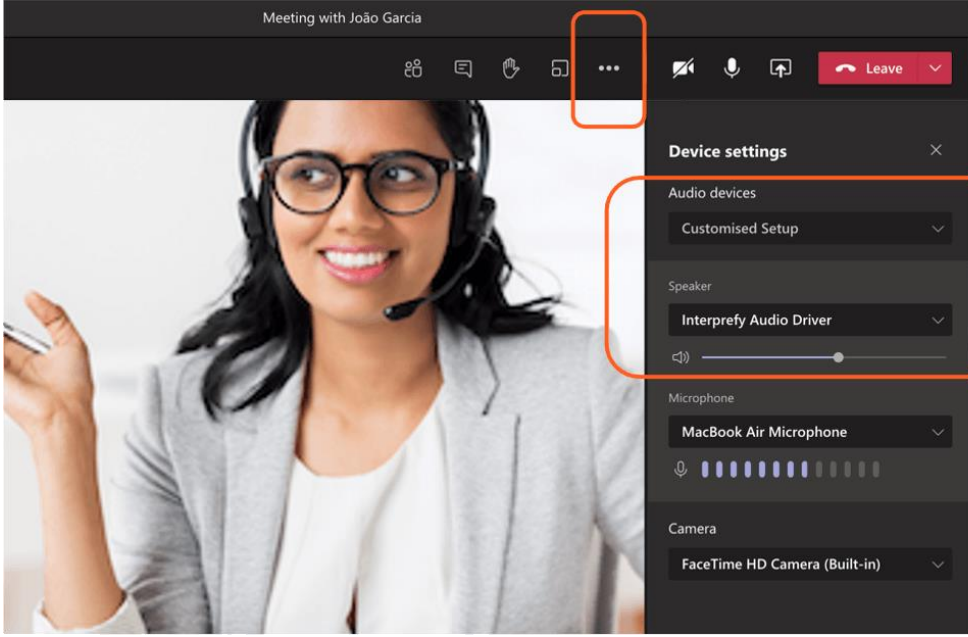 Meeting with João Garcia
Leave
Device settings
Audio devices
Customised Setup
Speaker
Interprefy Audio Driver
Microphone
MacBook Air Microphone
Camera
FaceTime HD Camera (Built-in)